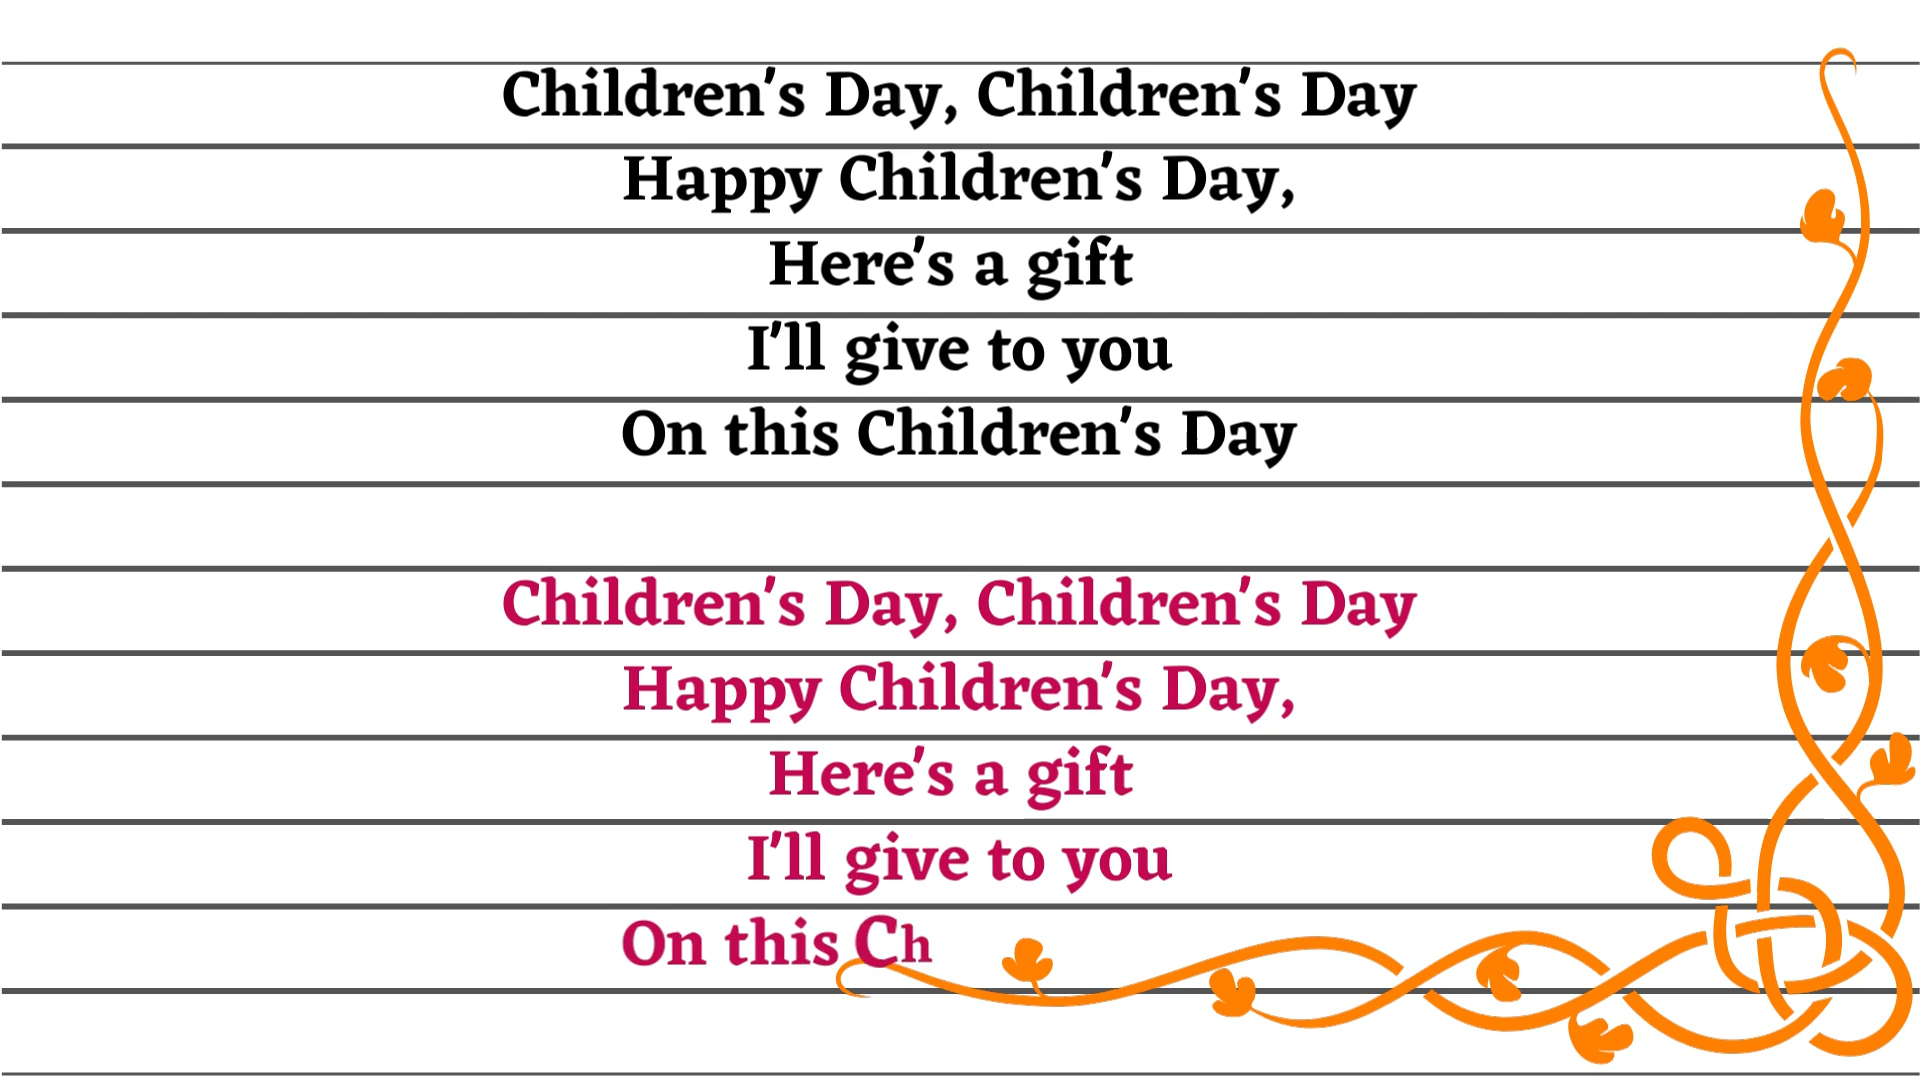 Children's Day, Children's Day
Happy Children's Day,
Here's a gift
I'll give to you
On this Children's Day
Children's Day, Children's Day
Happy Children's Day,
Here's a gift
I'll give to you
On this Ch